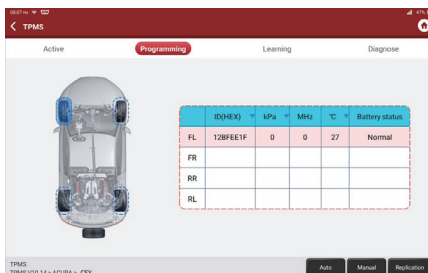 TPMS
Active Programming Learning Diagnose
ID(HEX) kPa MHz ℃ Battery status
FL 12BFEE1F 0 0 27 Normal
FR
RR
RL
TPMS
Auto Manual Replication